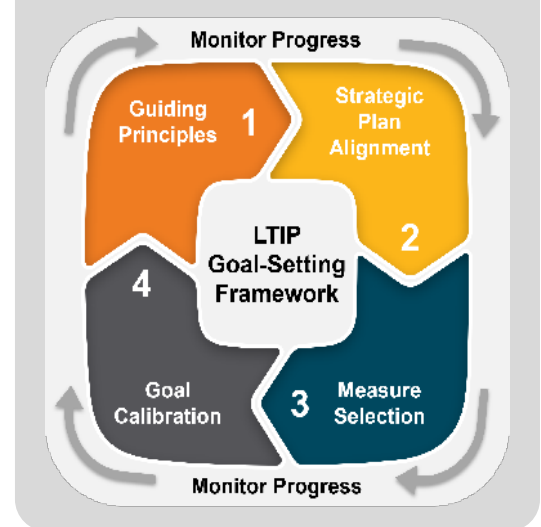 Monitor Progress
Guiding
Principles
1
Strategic
Plan
Alignment
2
LTIP
Goal-Setting
Framework
3
Measure
Selection
4
Goal
Calibration
Monitor Progress